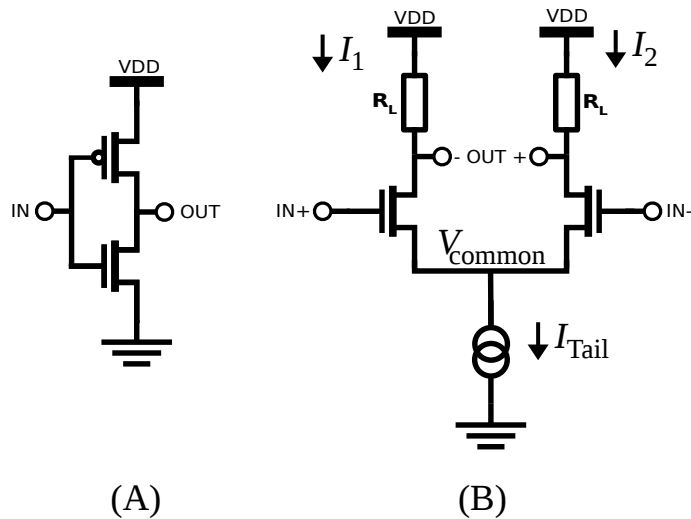 VDD
IN
OUT
(A)
VDD
VDD
I1
I2
RL
RL
- OUT +
IN+
IN-
Vcommon
ITail
(B)